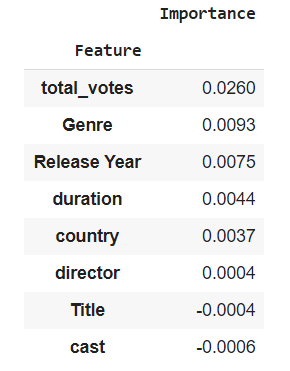 Importance
Feature
total_votes 0.0260
Genre 0.0093
Release Year 0.0075
duration 0.0044
country 0.0037
director 0.0004
Title -0.0004
cast -0.0006